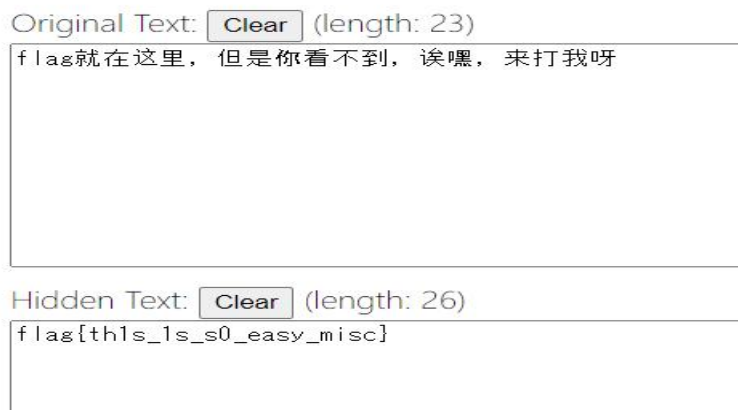 Original Text: Clear (length: 23)
flag就在这里, 但是你看不到, 诶嘿, 来打我呀
Hidden Text: Clear (length: 26)
flag{th1s_1s_s0_easy_misc}